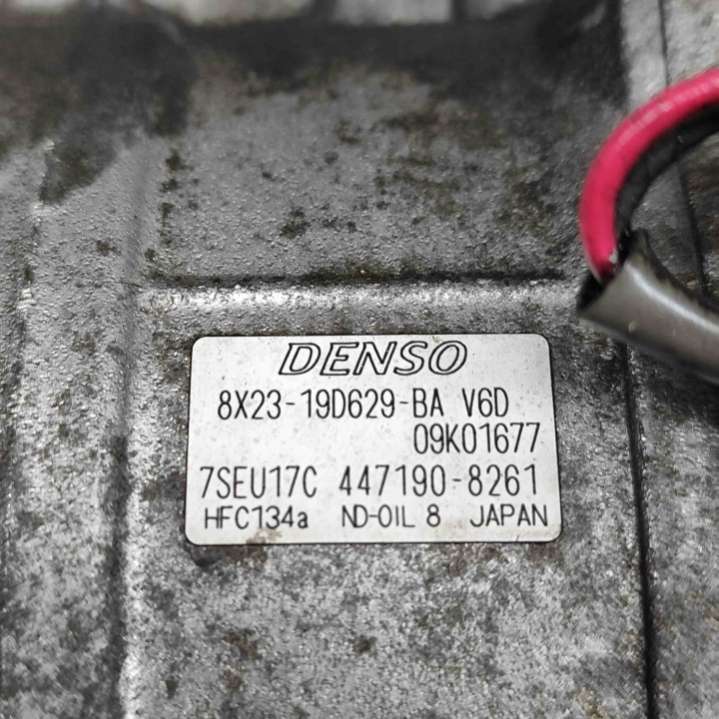 DENSO
8X23-19D629-BA V6D
09K01677
7SEU17C 447190-8261
HFC134a ND-OIL 8 JAPAN